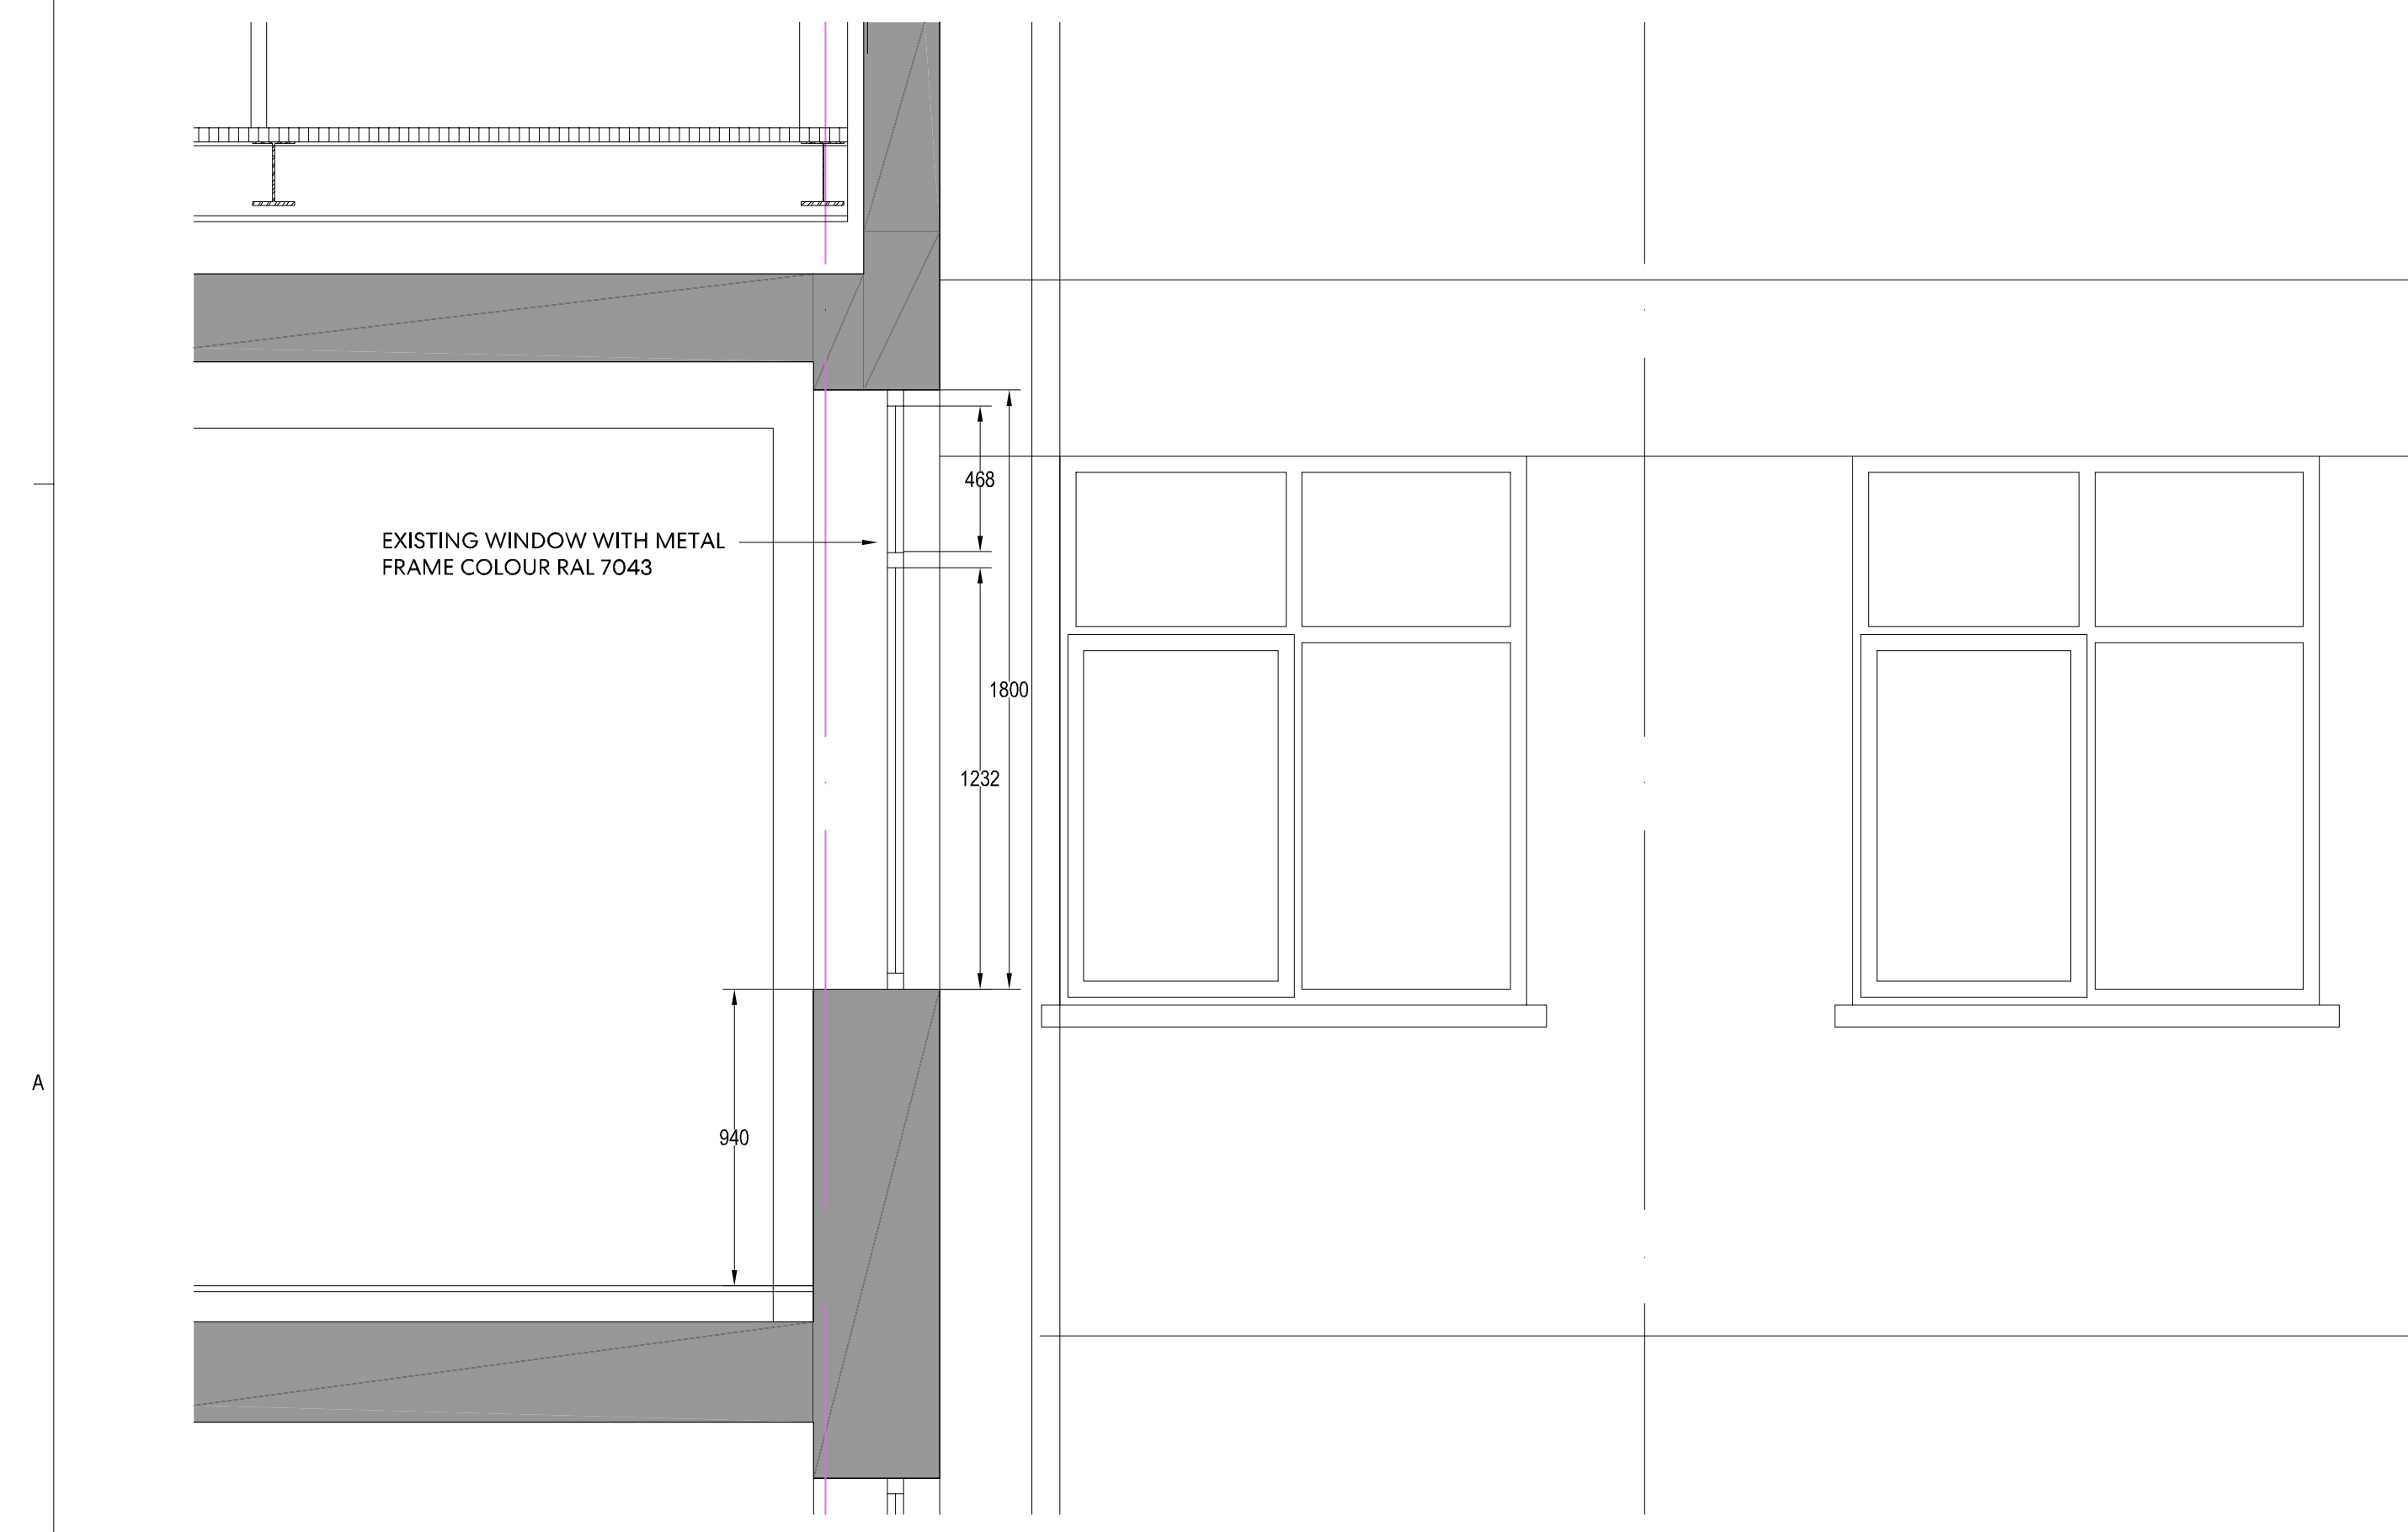 468
EXISTING WINDOW WITH METAL
FRAME COLOUR RAL 7043
1800
1232
A
940